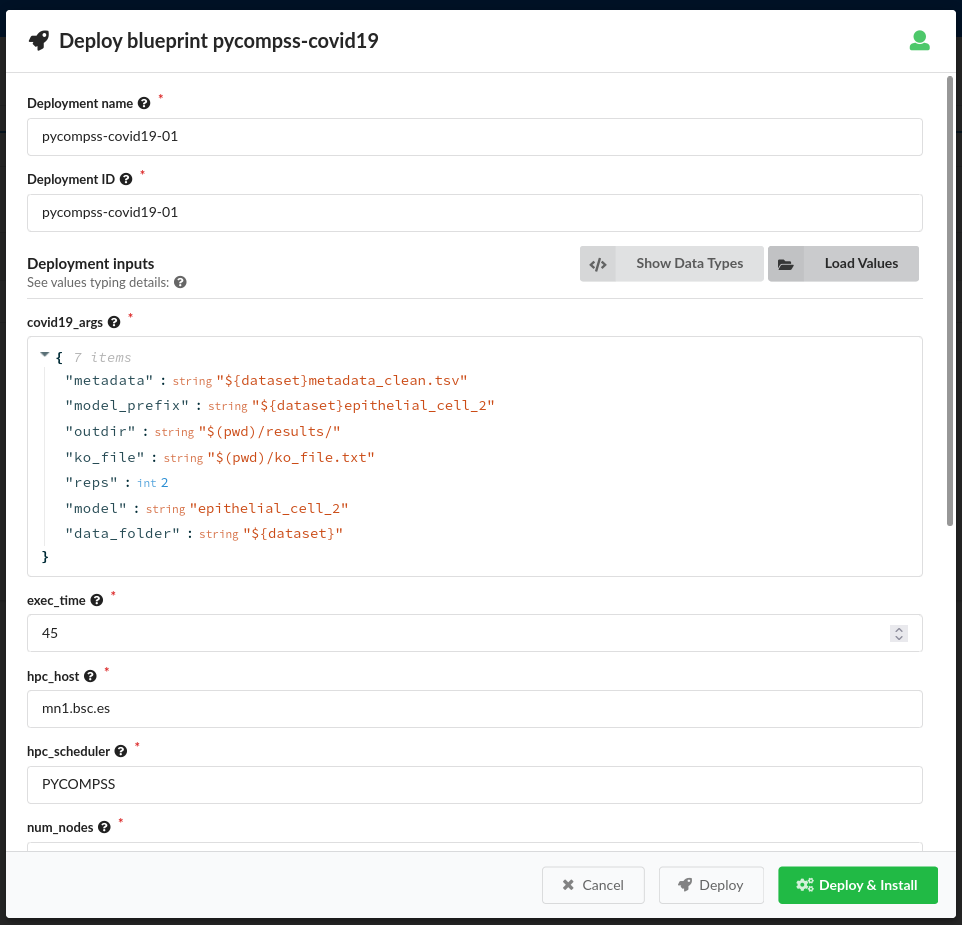 Deploy blueprint pycompss-covid19
Deployment name ? *
pycompss-covid19-01
Deployment ID ? *
pycompss-covid19-01
Deployment inputs
See values typing details: ?
</> Show Data Types
Load Values
covid19_args ? *
{ 7 items
"metadata" : string "${dataset}metadata_clean.tsv"
"model_prefix" : string "${dataset}epithelial_cell_2"
"outdir" : string "$(pwd)/results/"
"ko_file" : string "$(pwd)/ko_file.txt"
"reps" : int 2
"model" : string "epithelial_cell_2"
"data_folder" : string "${dataset}"
}
exec_time ? *
45
hpc_host ? *
mn1.bsc.es
hpc_scheduler ? *
PYCOMPSS
num_nodes ? *
Cancel
Deploy
Deploy & Install